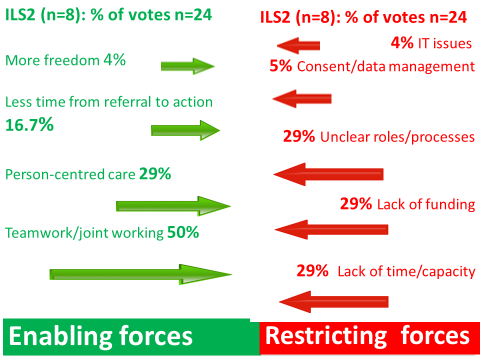 ILS2 (n=8): % of votes n=24
More freedom 4%
Less time from referral to action
16.7%
Person-centred care 29%
Teamwork/joint working 50%
Enabling forces
ILS2 (n=8): % of votes n=24
4% IT issues
5% Consent/data management
29% Unclear roles/processes
29% Lack of funding
29% Lack of time/capacity
Restricting forces